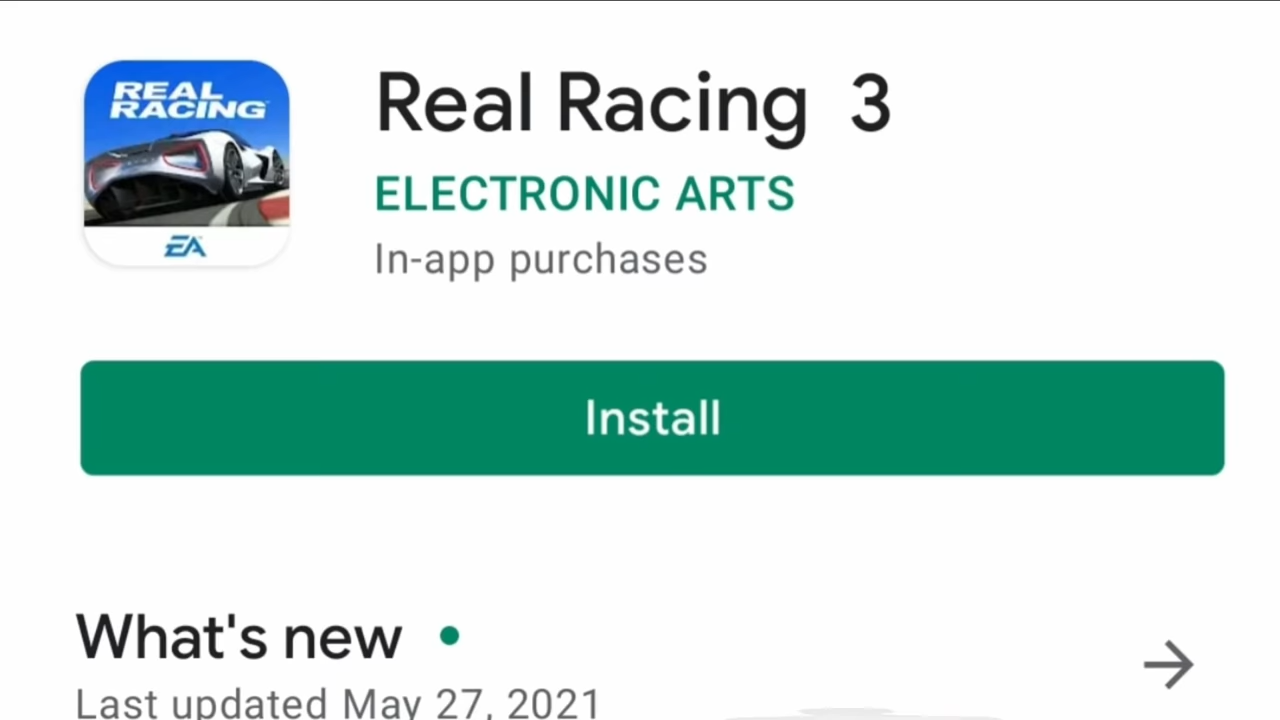 REAL
RACING
EA
Real Racing 3
ELECTRONIC ARTS
In-app purchases
Install
What's new
Last updated May 27, 2021